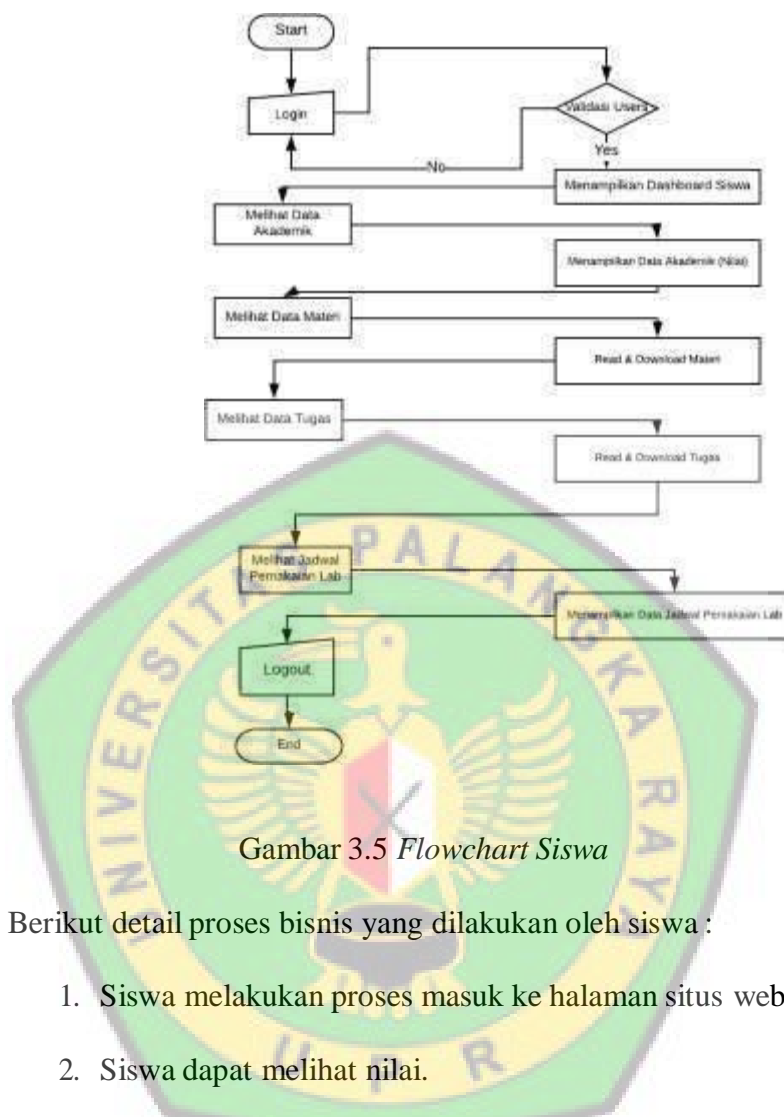 Start
Login
Validasi Users
No
Yes
Menampilkan Dashboard Siswa
Melihat Data
Akademik
Menampilkan Data Akademik (Nilai)
Melihat Data Materi
Read & Download Materi
Melihat Data Tugas
Read & Download Tugas
Melihat Jadwal
Pemakaian Lab
Menampilkan Data Jadwal Pemakaian Lab
Logout
End
UNIVERSITAS PALANGKA RAYA
Gambar 3.5 Flowchart Siswa
Berikut detail proses bisnis yang dilakukan oleh siswa :
1. Siswa melakukan proses masuk ke halaman situs web
2. Siswa dapat melihat nilai.
U P R